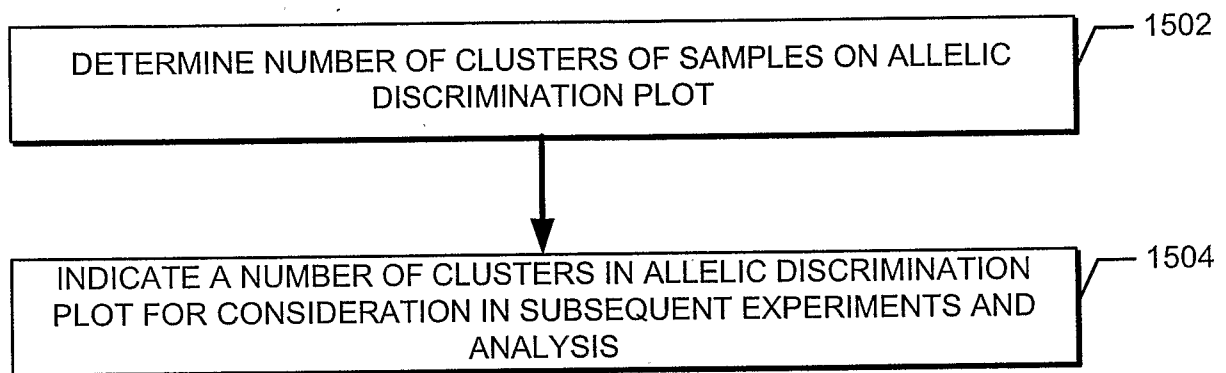 DETERMINE NUMBER OF CLUSTERS OF SAMPLES ON ALLELIC
DISCRIMINATION PLOT
1502
INDICATE A NUMBER OF CLUSTERS IN ALLELIC DISCRIMINATION
PLOT FOR CONSIDERATION IN SUBSEQUENT EXPERIMENTS AND
ANALYSIS
1504